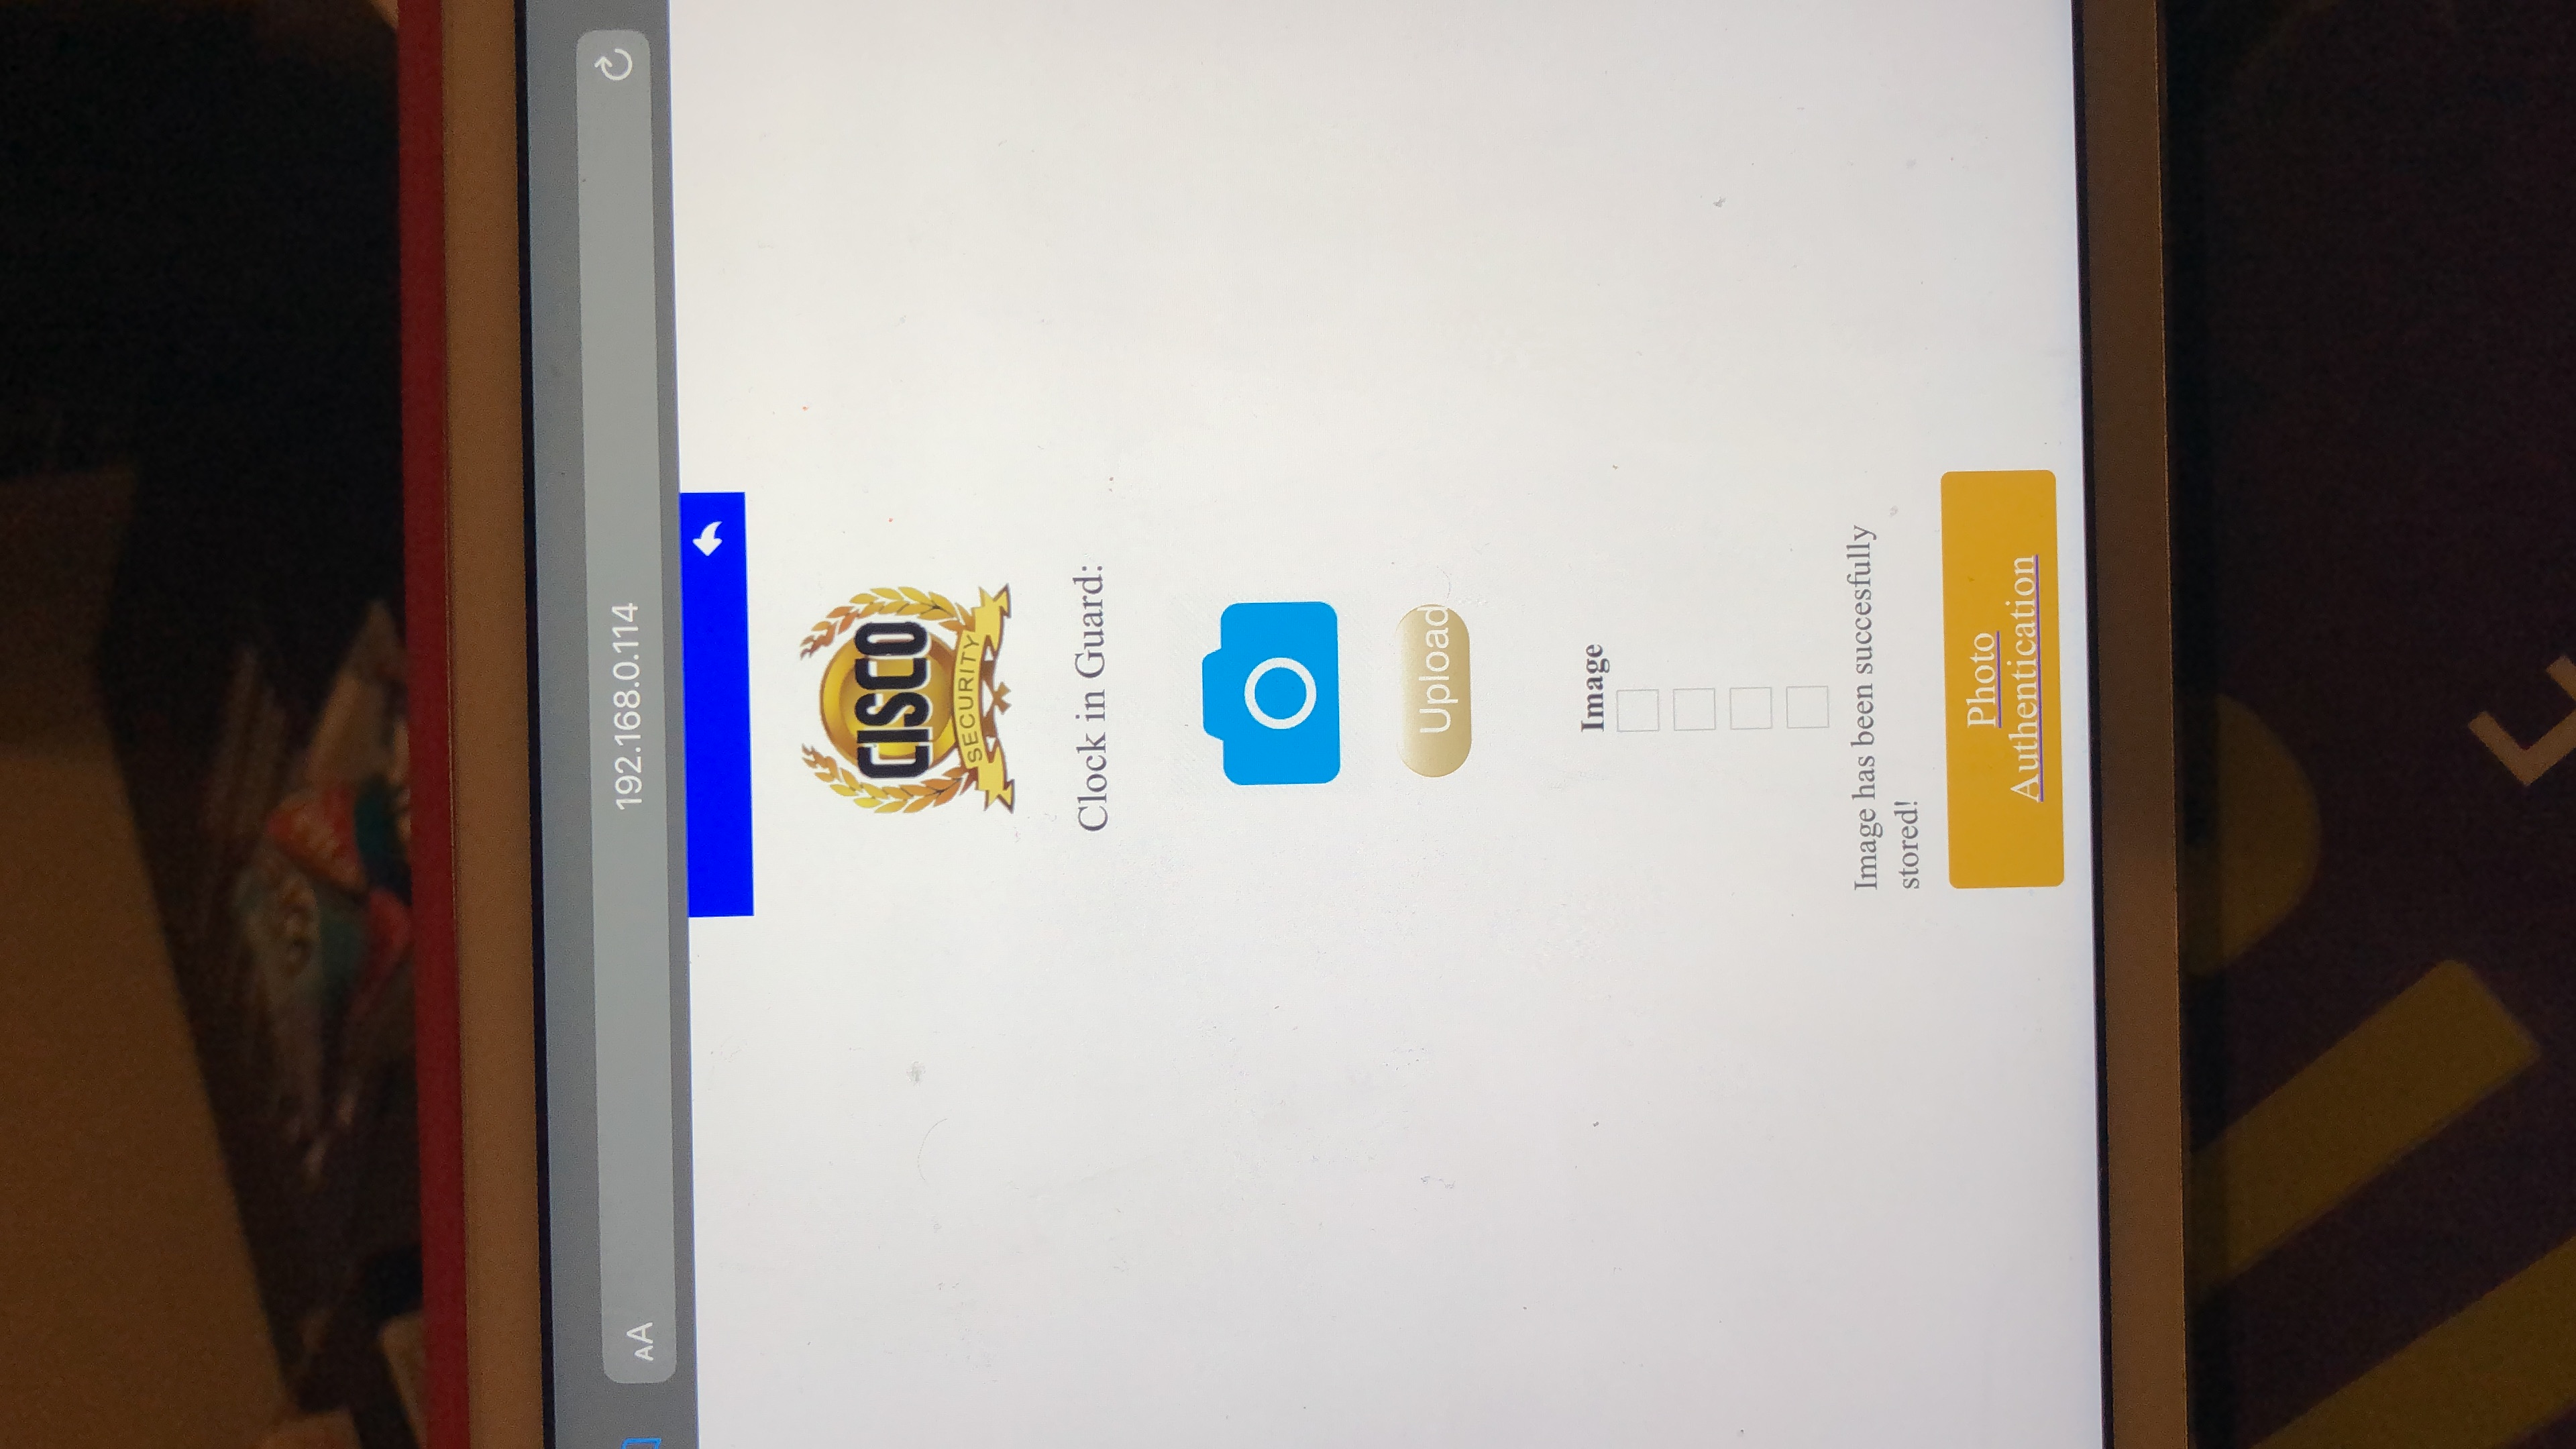 AA 192.168.0.114
CISCO
SECURITY
Clock in Guard:
Upload
Image
Image has been succesfully
stored!
Photo
Authentication